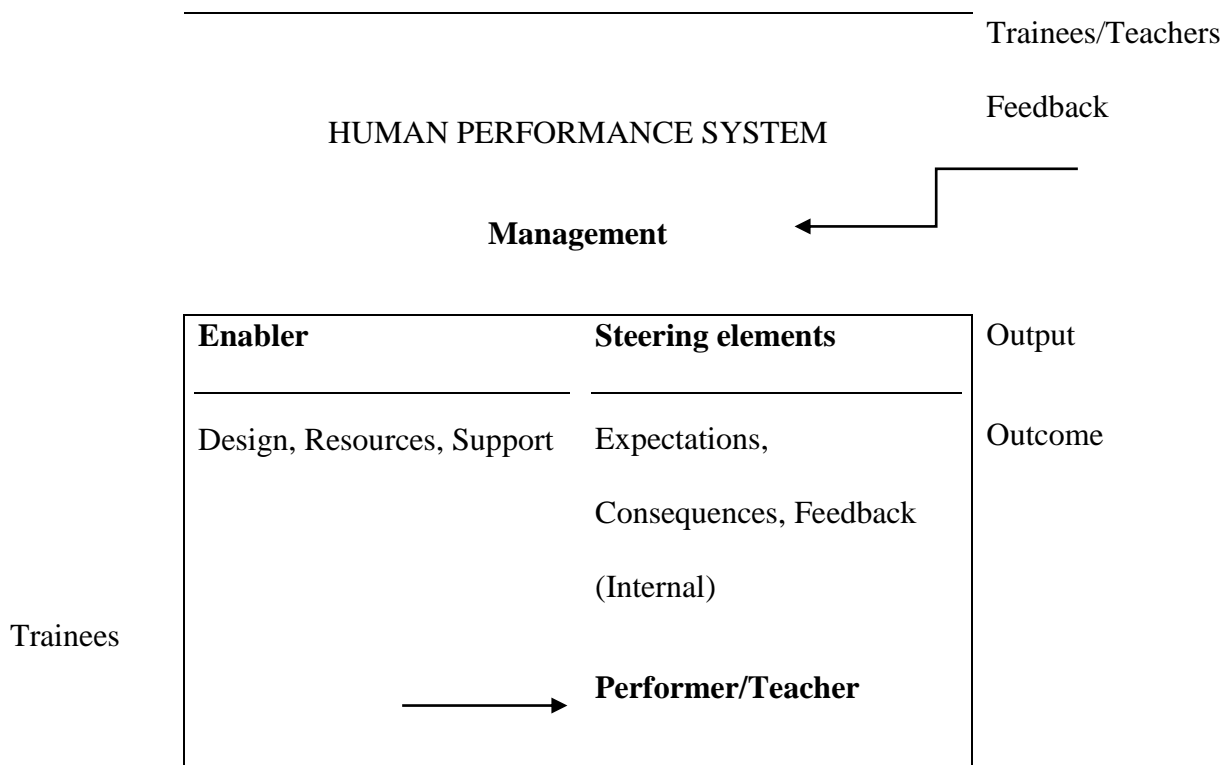 Trainees/Teachers
Feedback
HUMAN PERFORMANCE SYSTEM
Management
Enabler
Steering elements
Output
Design, Resources, Support
Expectations,
Consequences, Feedback
(Internal)
Outcome
Trainees
Performer/Teacher